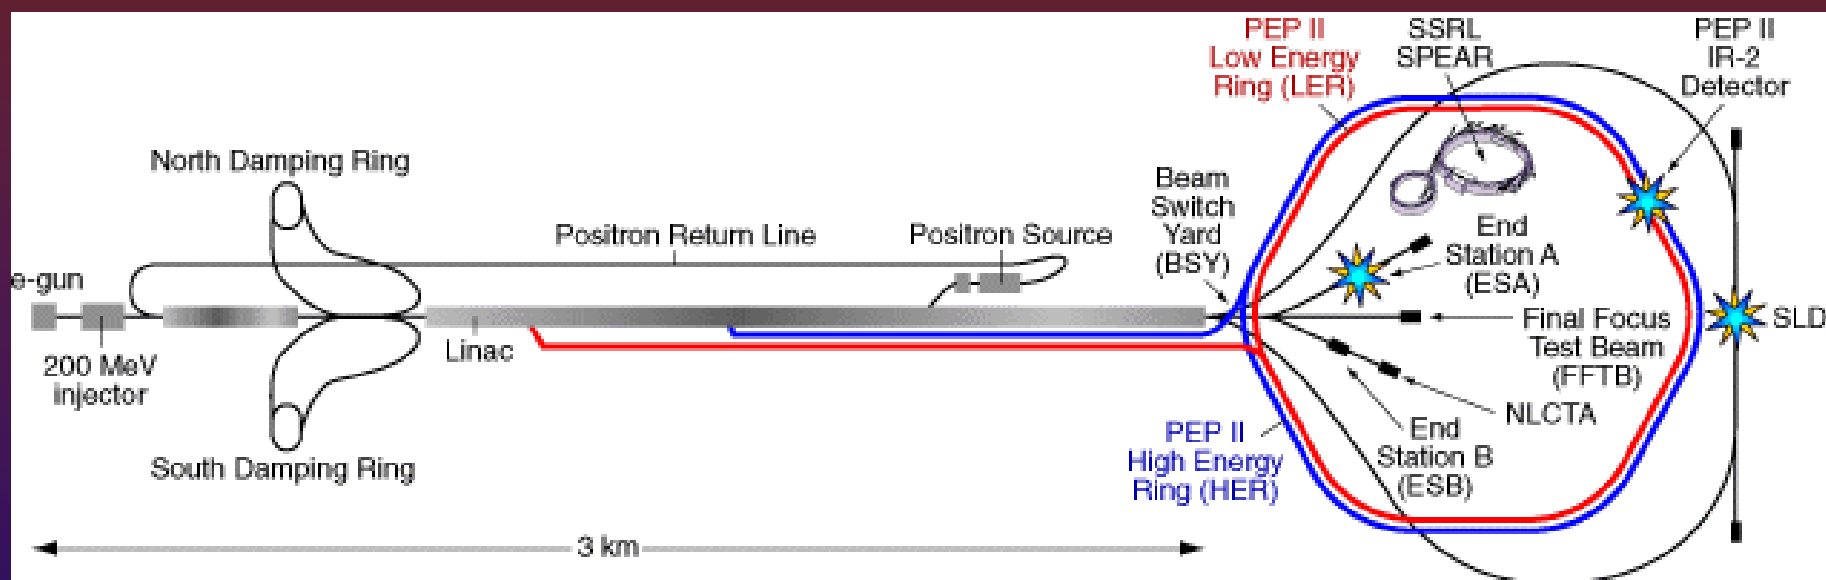 PEP II
Low Energy
Ring (LER)
SSRL
SPEAR
PEP II
IR-2
Detector
North Damping Ring
Beam
Switch
Yard
(BSY)
Positron Return Line
Positron Source
End
Station A
(ESA)
e-gun
Final Focus
Test Beam
(FFTB)
SLD
Linac
200 MeV
injector
NLCTA
PEP II
High Energy
Ring (HER)
End
Station B
(ESB)
South Damping Ring
3 km